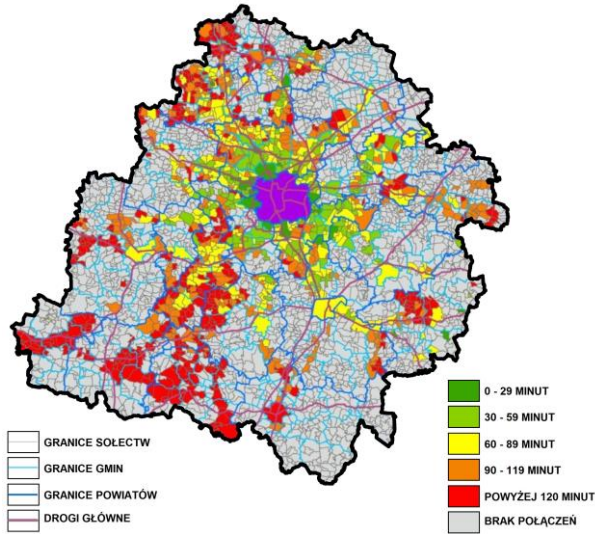 GRANICE SOŁECTW
GRANICE GMIN
GRANICE POWIATÓW
DROGI GŁÓWNE
0 - 29 MINUT
30 - 59 MINUT
60 - 89 MINUT
90 - 119 MINUT
POWYŻEJ 120 MINUT
BRAK POŁĄCZEŃ